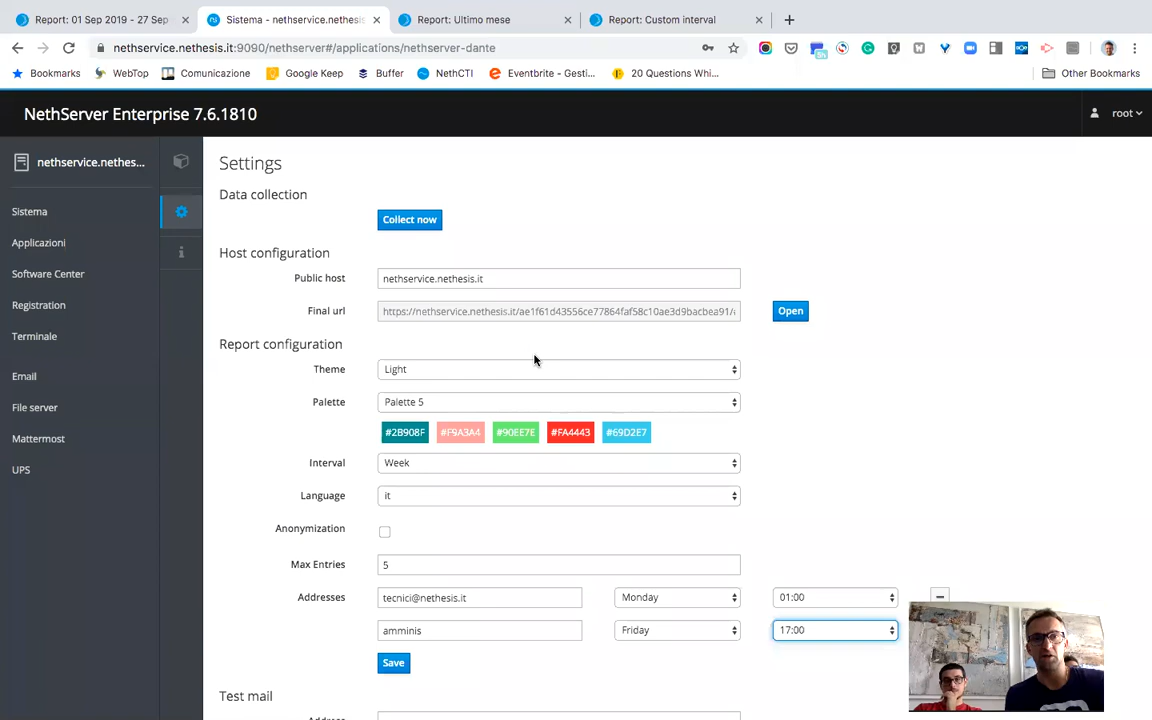 Report: 01 Sep 2019 - 27 Sep
Sistema - nethservice.nethesis
Report: Ultimo mese
Report: Custom interval
nethservice.nethesis.it:9090/nethserver#/applications/nethserver-dante
Bookmarks
WebTop
Comunicazione
Google Keep
Buffer
NethCTI
Eventbrite - Gesti...
20 Questions Whi...
Other Bookmarks
NethServer Enterprise 7.6.1810
root
nethservice.nethes...
Sistema
Applicazioni
Software Center
Registration
Terminale
Email
File server
Mattermost
UPS
Settings
Data collection
Collect now
Host configuration
Public host
nethservice.nethesis.it
Final url
https://nethservice.nethesis.it/ae1f61d43556ce77864faf58c10ae3d9bacbea91/
Open
Report configuration
Theme
Light
Palette
Palette 5
#2B908F
#F9A3A4
#90EE7E
#FA4443
#69D2E7
Interval
Week
Language
it
Anonymization
Max Entries
5
Addresses
tecnici@nethesis.it
Monday
01:00
amminis
Friday
17:00
Save
Test mail